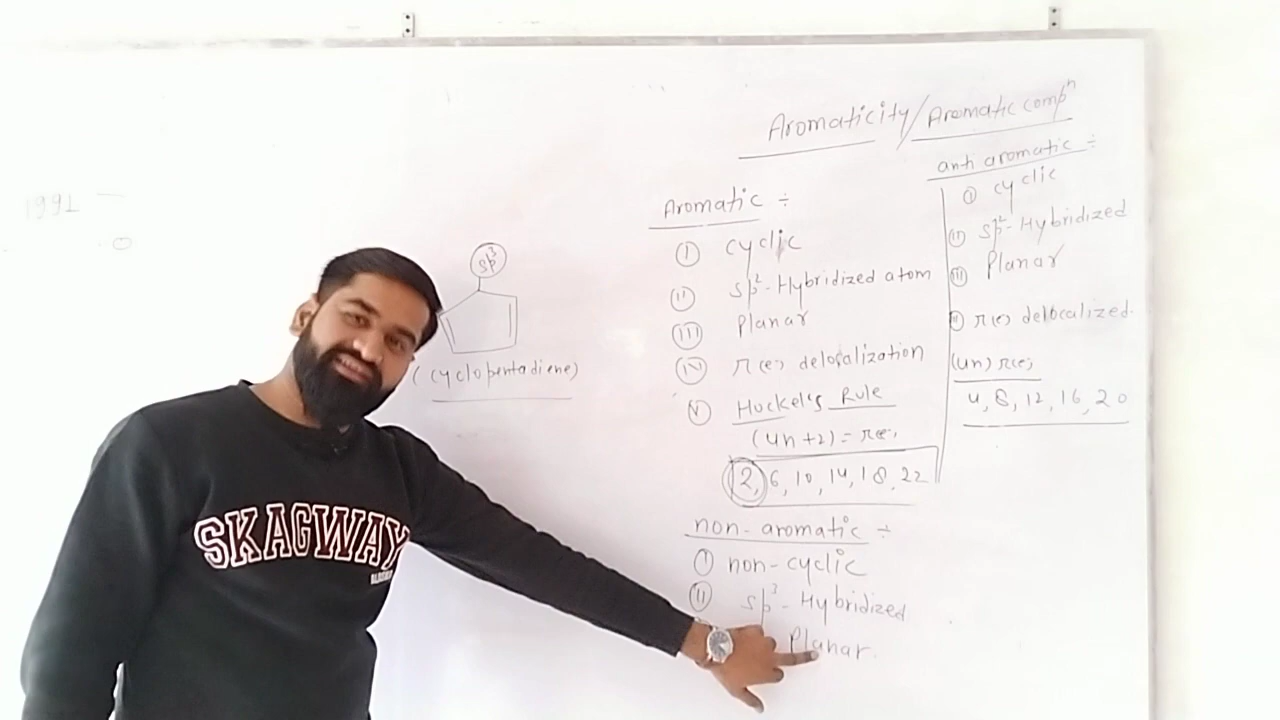 Aromaticity/Aromatic compⁿ
Aromatic ÷
I cyclic
II sp²-Hybridized atom
III Planar
IV π(e-) delocalization
V Huckel's Rule
(4n+2)=πe-,
2, 6, 10, 14, 18, 22
anti aromatic ÷
I cyclic
II sp²-Hybridized
III Planar
π(e) delocalized.
(4n) πe-,
4, 8, 12, 16, 20
non-aromatic ÷
I non-cyclic
II sp³-Hybridized
Planar.
sp³
(cyclopentadiene)
1991
SKAGWAY